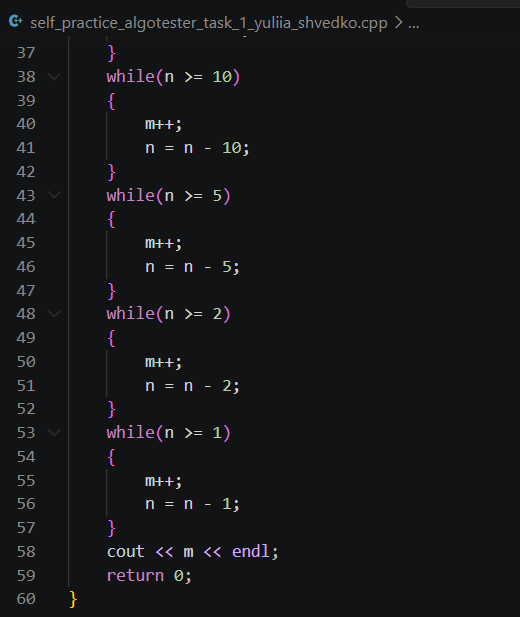 self_practice_algotester_task_1_yuliia_shvedko.cpp > ...
37 }
38 while(n >= 10)
39 {
40 m++;
41 n = n - 10;
42 }
43 while(n >= 5)
44 {
45 m++;
46 n = n - 5;
47 }
48 while(n >= 2)
49 {
50 m++;
51 n = n - 2;
52 }
53 while(n >= 1)
54 {
55 m++;
56 n = n - 1;
57 }
58 cout << m << endl;
59 return 0;
60 }